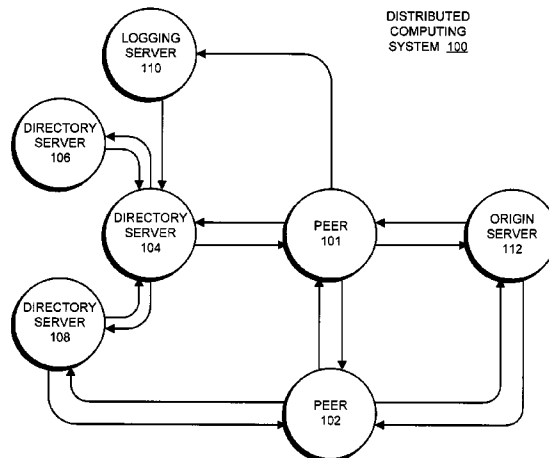 DISTRIBUTED
COMPUTING
SYSTEM 100
LOGGING
SERVER
110
DIRECTORY
SERVER
106
DIRECTORY
SERVER
104
PEER
101
ORIGIN
SERVER
112
DIRECTORY
SERVER
108
PEER
102